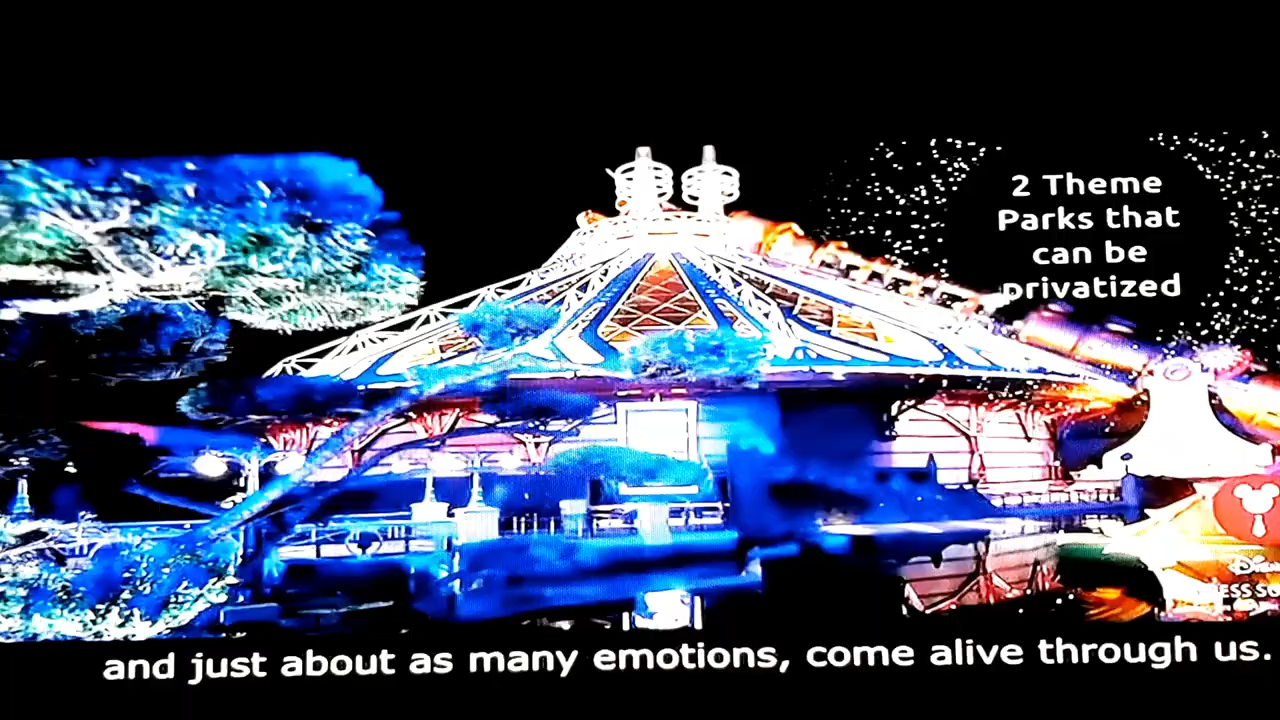 2 Theme
Parks that
can be
privatized
and just about as many emotions, come alive through us.